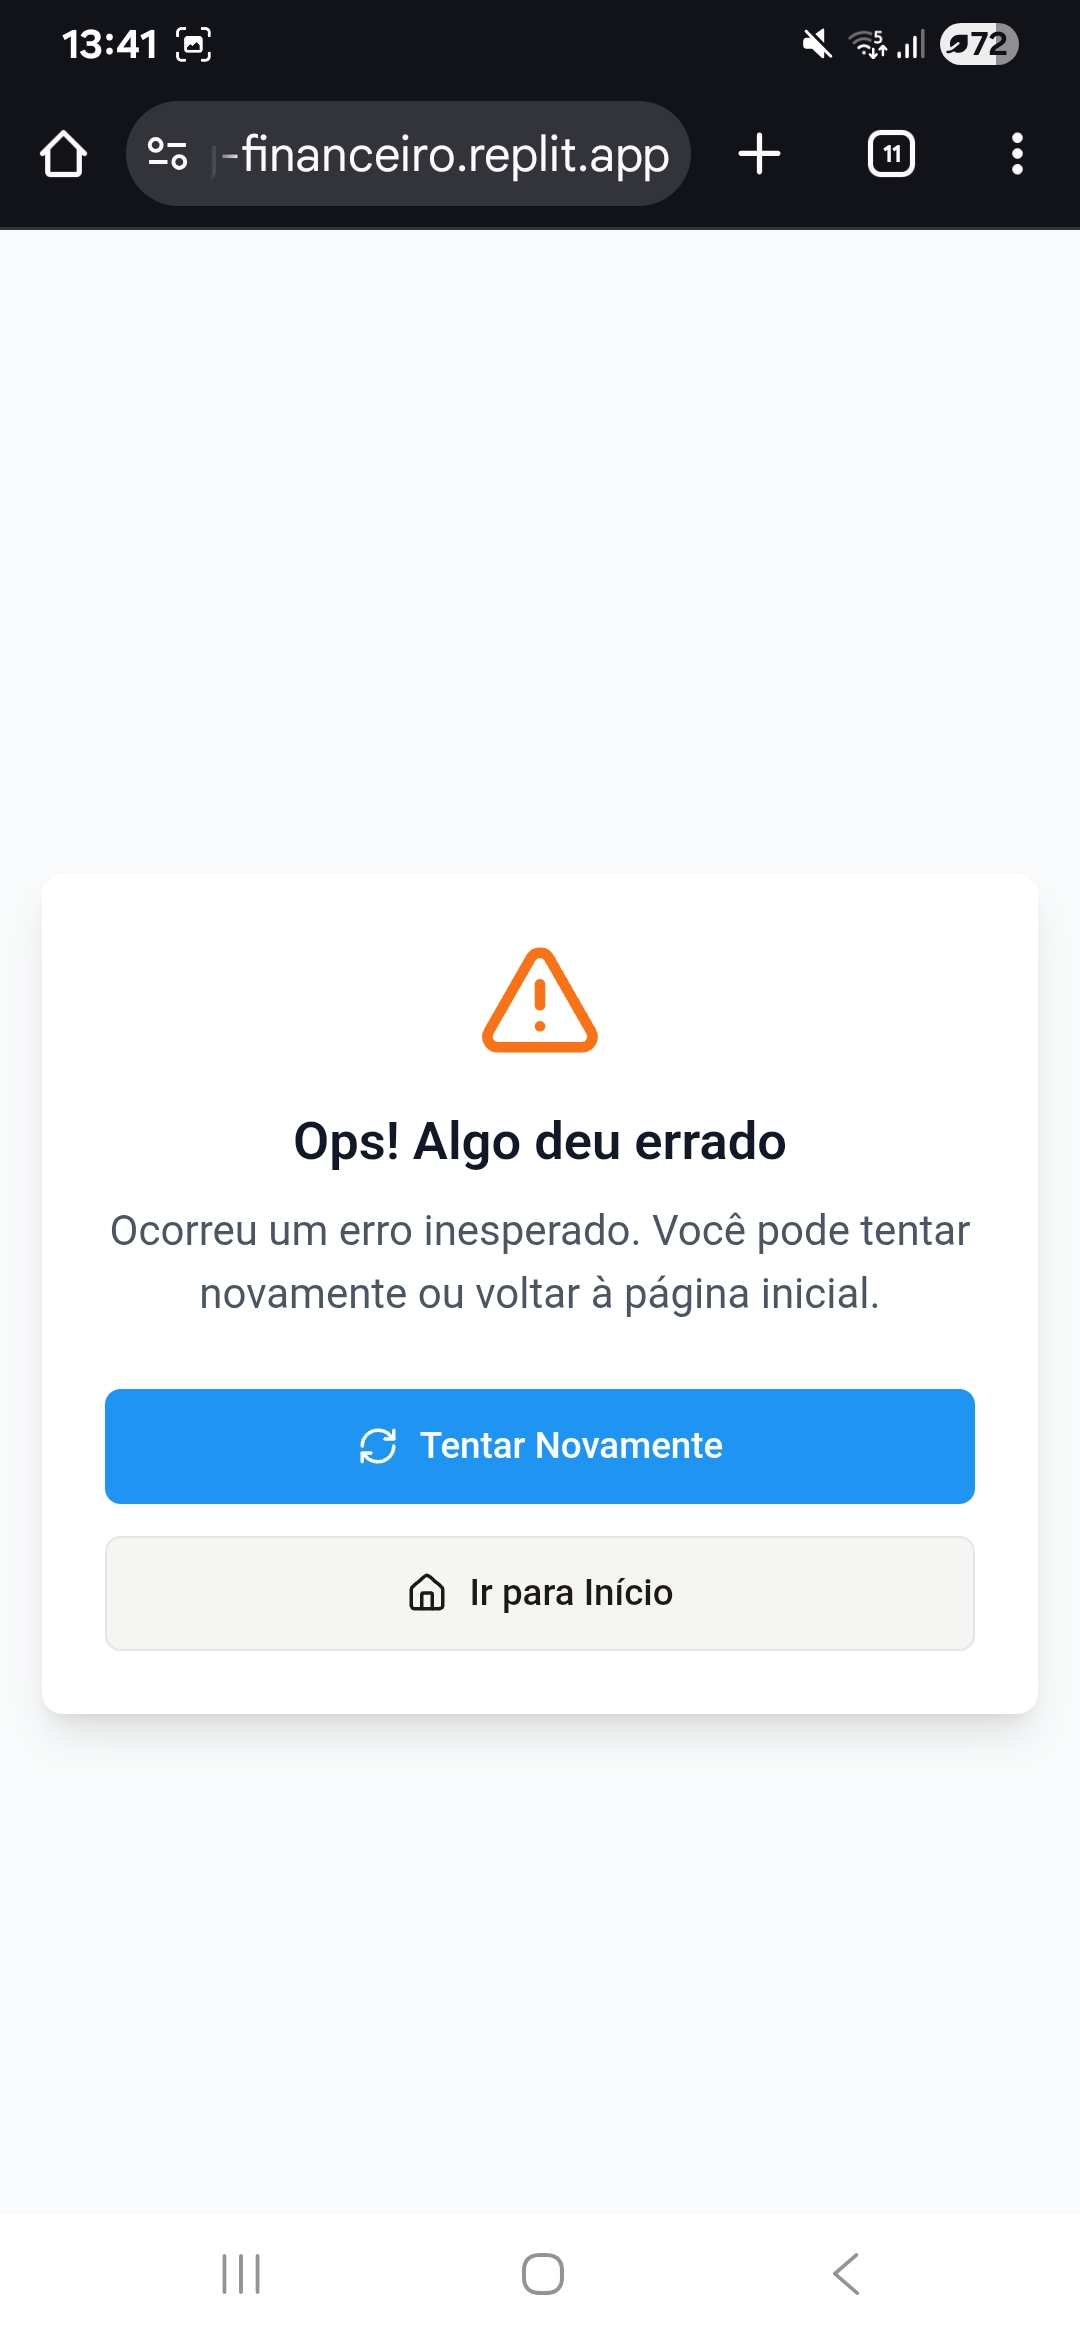 13:41
5
72
-financeiro.replit.app
11
Ops! Algo deu errado
Ocorreu um erro inesperado. Você pode tentar
novamente ou voltar à página inicial.
Tentar Novamente
Ir para Início